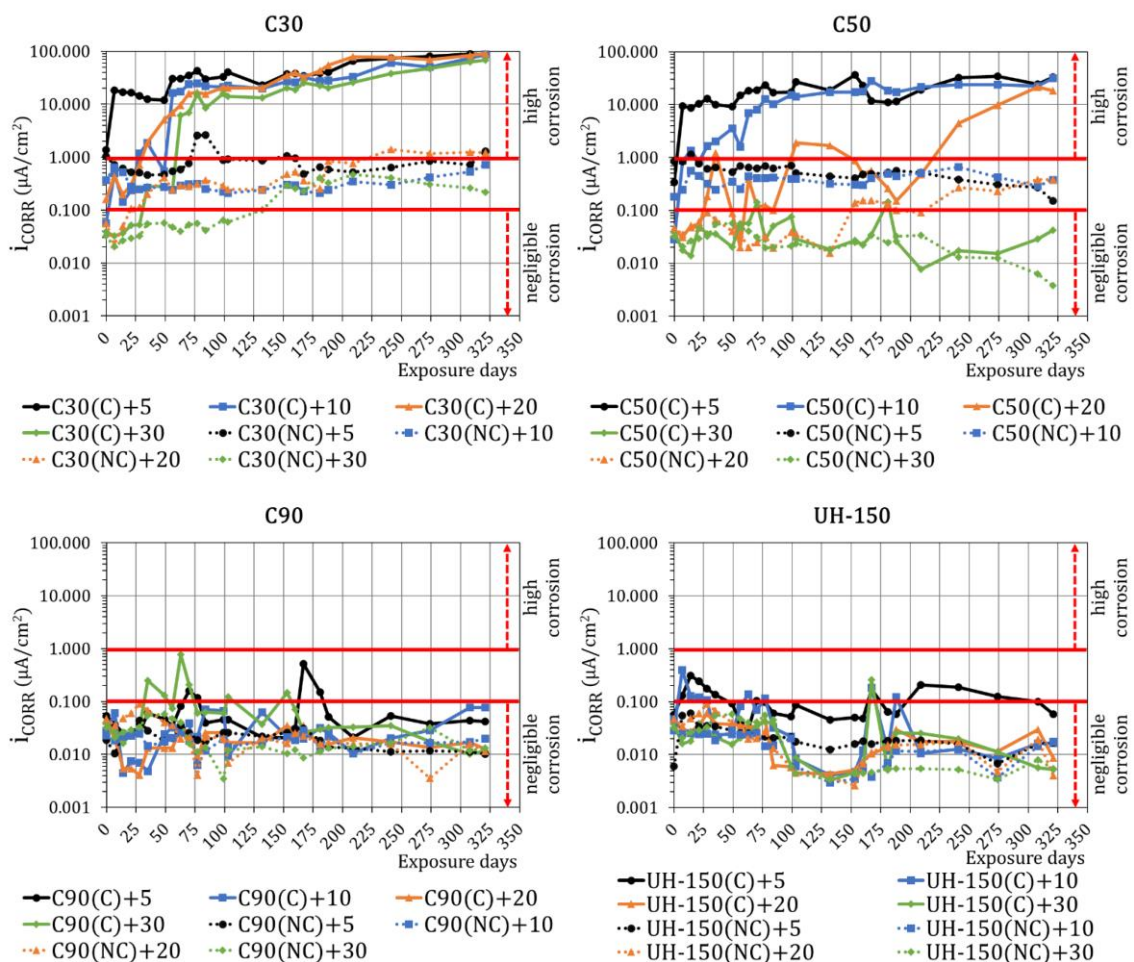 C30
i_CORR (µA/cm²)
100.000
10.000
1.000
0.100
0.010
0.001
high corrosion
negligible corrosion
0 25 50 75 100 125 150 175 200 225 250 275 300 325 350
Exposure days
C30(C)+5 C30(C)+10 C30(C)+20
C30(C)+30 C30(NC)+5 C30(NC)+10
C30(NC)+20 C30(NC)+30
C50
i_CORR (µA/cm²)
100.000
10.000
1.000
0.100
0.010
0.001
high corrosion
negligible corrosion
0 25 50 75 100 125 150 175 200 225 250 275 300 325 350
Exposure days
C50(C)+5 C50(C)+10 C50(C)+20
C50(C)+30 C50(NC)+5 C50(NC)+10
C50(NC)+20 C50(NC)+30
C90
i_CORR (µA/cm²)
100.000
10.000
1.000
0.100
0.010
0.001
high corrosion
negligible corrosion
0 25 50 75 100 125 150 175 200 225 250 275 300 325 350
Exposure days
C90(C)+5 C90(C)+10 C90(C)+20
C90(C)+30 C90(NC)+5 C90(NC)+10
C90(NC)+20 C90(NC)+30
UH-150
i_CORR (µA/cm²)
100.000
10.000
1.000
0.100
0.010
0.001
high corrosion
negligible corrosion
0 25 50 75 100 125 150 175 200 225 250 275 300 325 350
Exposure days
UH-150(C)+5 UH-150(C)+10
UH-150(C)+20 UH-150(C)+30
UH-150(NC)+5 UH-150(NC)+10
UH-150(NC)+20 UH-150(NC)+30